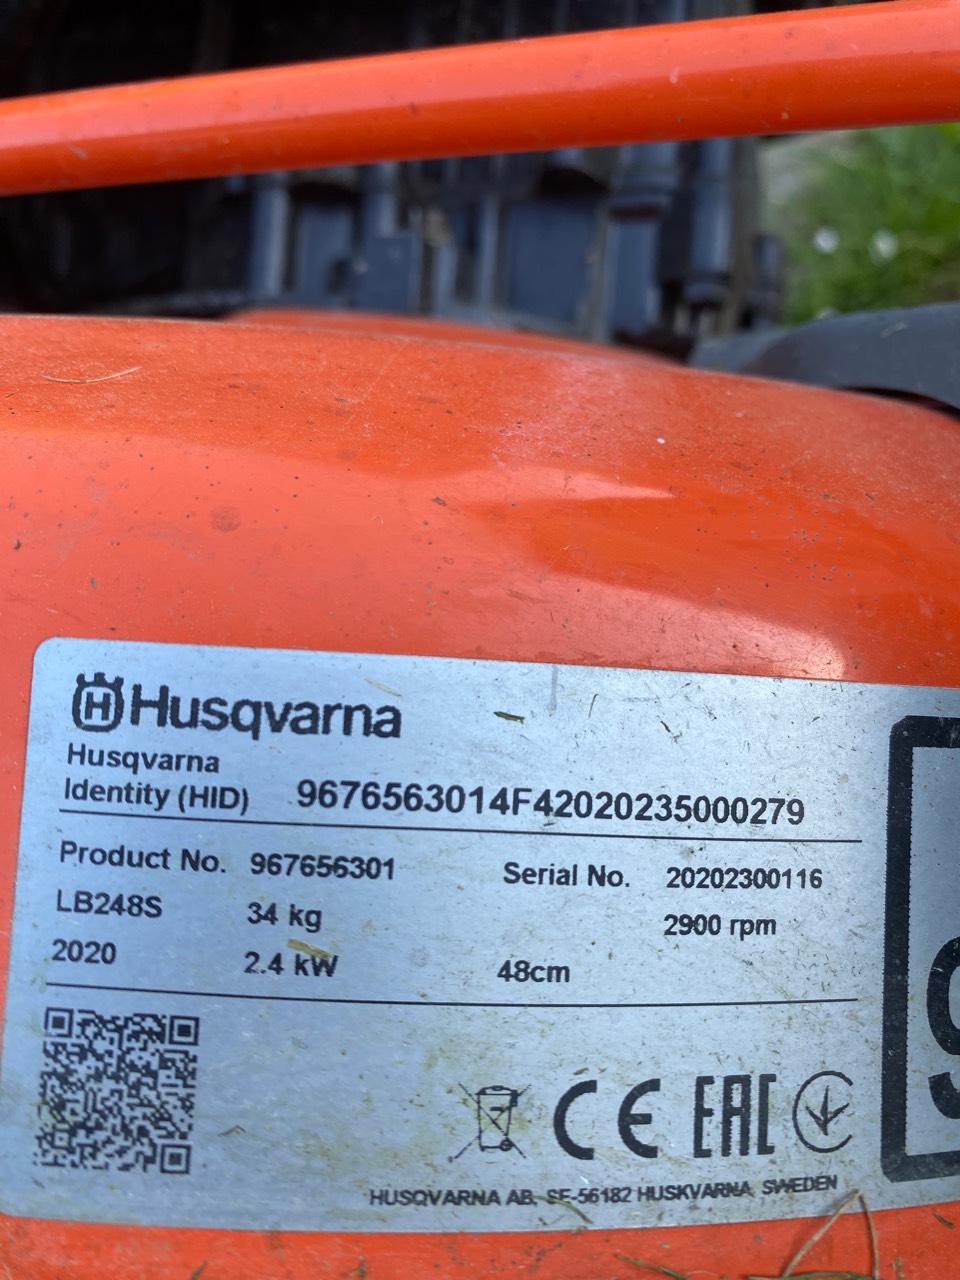 Husqvarna
Husqvarna
Identity (HID) 9676563014F42020235000279
Product No. 967656301 Serial No. 20202300116
LB248S 34 kg 2900 rpm
2020 2.4 kW 48cm
CE EAC
HUSQVARNA AB, SE-56182 HUSKVARNA, SWEDEN
9